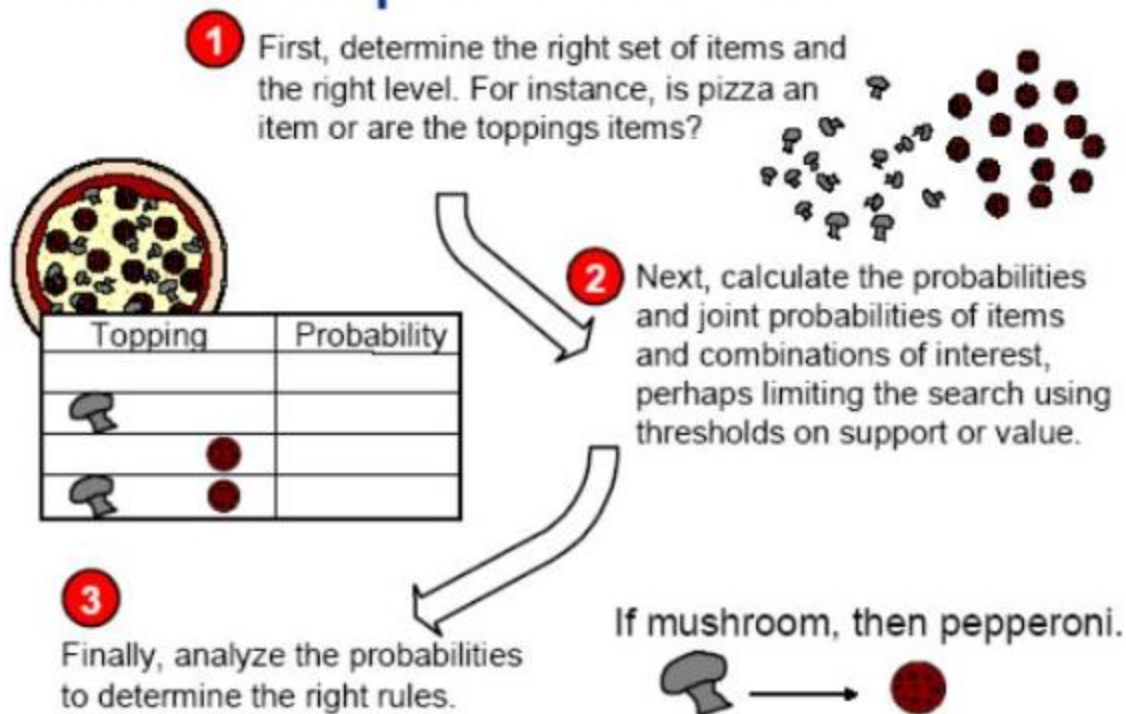 1
First, determine the right set of items and
the right level. For instance, is pizza an
item or are the toppings items?
2
Next, calculate the probabilities
and joint probabilities of items
and combinations of interest,
perhaps limiting the search using
thresholds on support or value.
Topping Probability
3
Finally, analyze the probabilities
to determine the right rules.
If mushroom, then pepperoni.